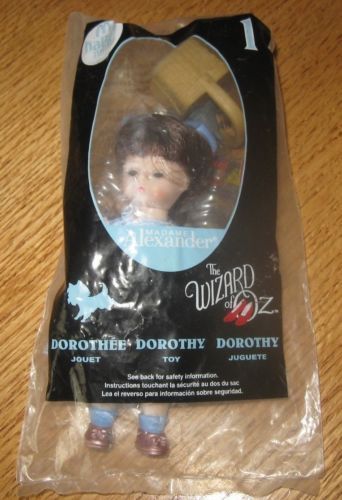 1
MADAME
Alexander®
The
WIZARD
of OZ
DOROTHÉE DOROTHY DOROTHY
JOUET TOY JUGUETE
See back for safety information.
Instructions touchant la sécurité au dos du sac
Lea el reverso para información sobre seguridad.